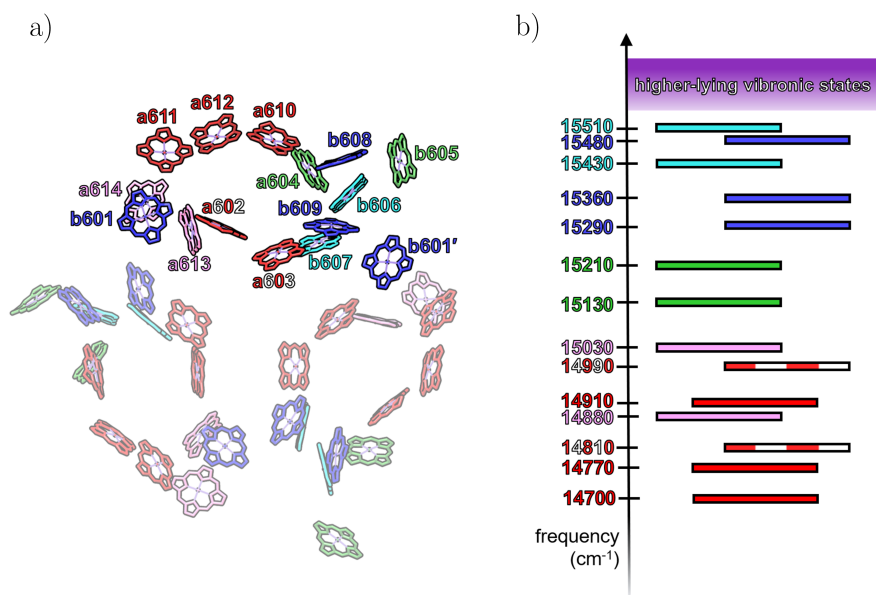 a)
b)
a611
a612
a610
b608
b605
a604
a614
b601
a602
b609
b606
a613
b601′
b607
a603
higher-lying vibronic states
15510
15480
15430
15360
15290
15210
15130
15030
14990
14910
14880
14810
14770
14700
frequency
(cm⁻¹)